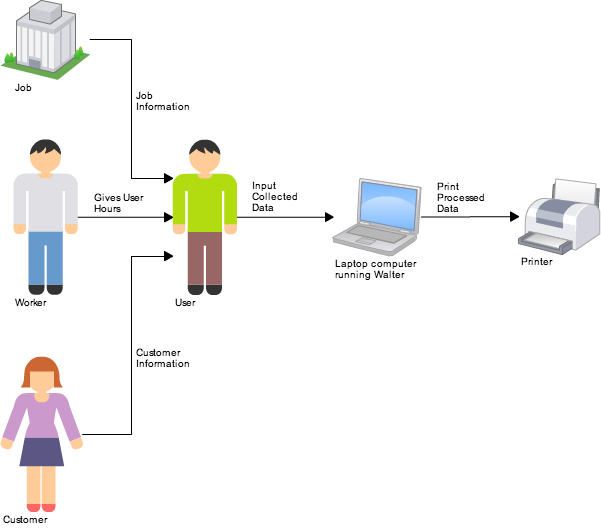 Job
Job
Information
Gives User
Hours
Input
Collected
Data
Print
Processed
Data
Worker
User
Laptop computer
running Walter
Printer
Customer
Information
Customer